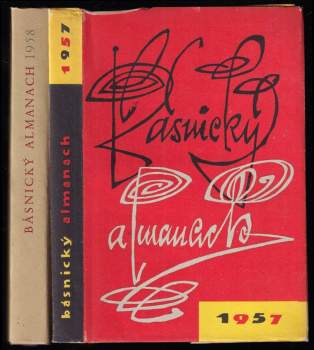 BÁSNICKÝ ALMANACH 1958
básnický almanach 1957
básnický
almanach
1957